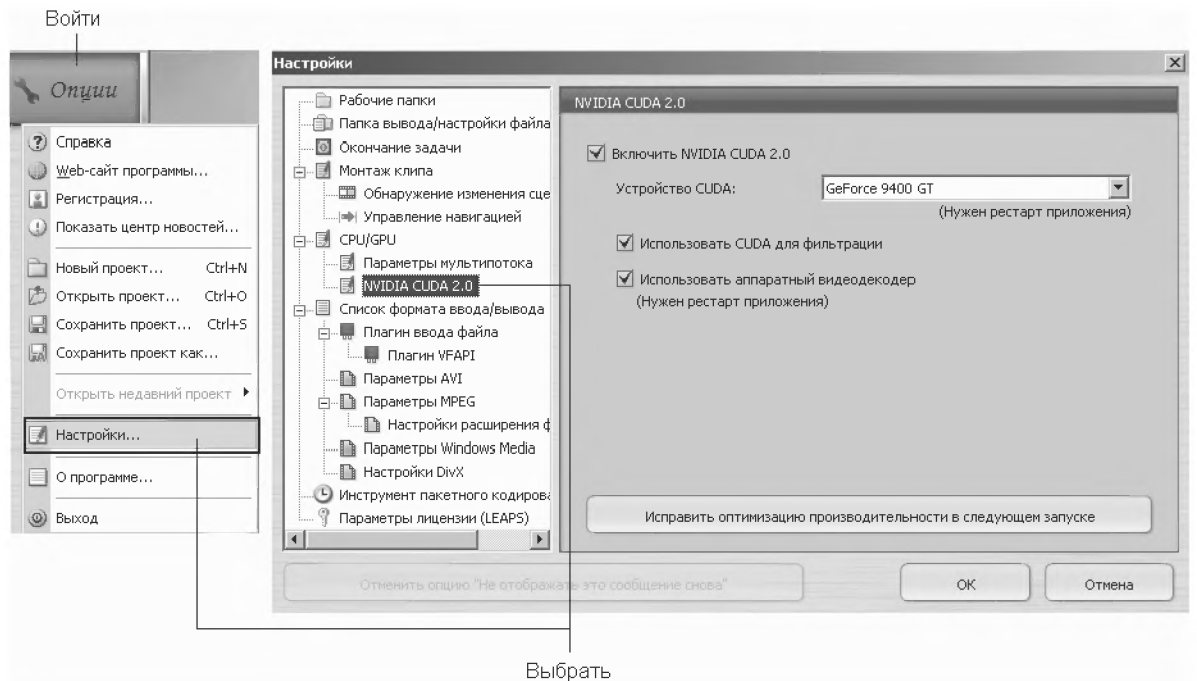 Войти
Опции
Справка
Web-сайт программы...
Регистрация...
Показать центр новостей...
Новый проект... Ctrl+N
Открыть проект... Ctrl+O
Сохранить проект... Ctrl+S
Сохранить проект как...
Открыть недавний проект
Настройки...
О программе...
Выход
Настройки
Рабочие папки
Папка вывода/настройки файла
Окончание задачи
Монтаж клипа
Обнаружение изменения сце
Управление навигацией
CPU/GPU
Параметры мультипотока
NVIDIA CUDA 2.0
Список формата ввода/вывода
Плагин ввода файла
Плагин VFAPI
Параметры AVI
Параметры MPEG
Настройки расширения ф
Параметры Windows Media
Настройки DivX
Инструмент пакетного кодирова
Параметры лицензии (LEAPS)
NVIDIA CUDA 2.0
Включить NVIDIA CUDA 2.0
Устройство CUDA: GeForce 9400 GT
(Нужен рестарт приложения)
Использовать CUDA для фильтрации
Использовать аппаратный видеодекодер
(Нужен рестарт приложения)
Исправить оптимизацию производительности в следующем запуске
Отменить опцию "Не отображать это сообщение снова"
OK
Отмена
Выбрать